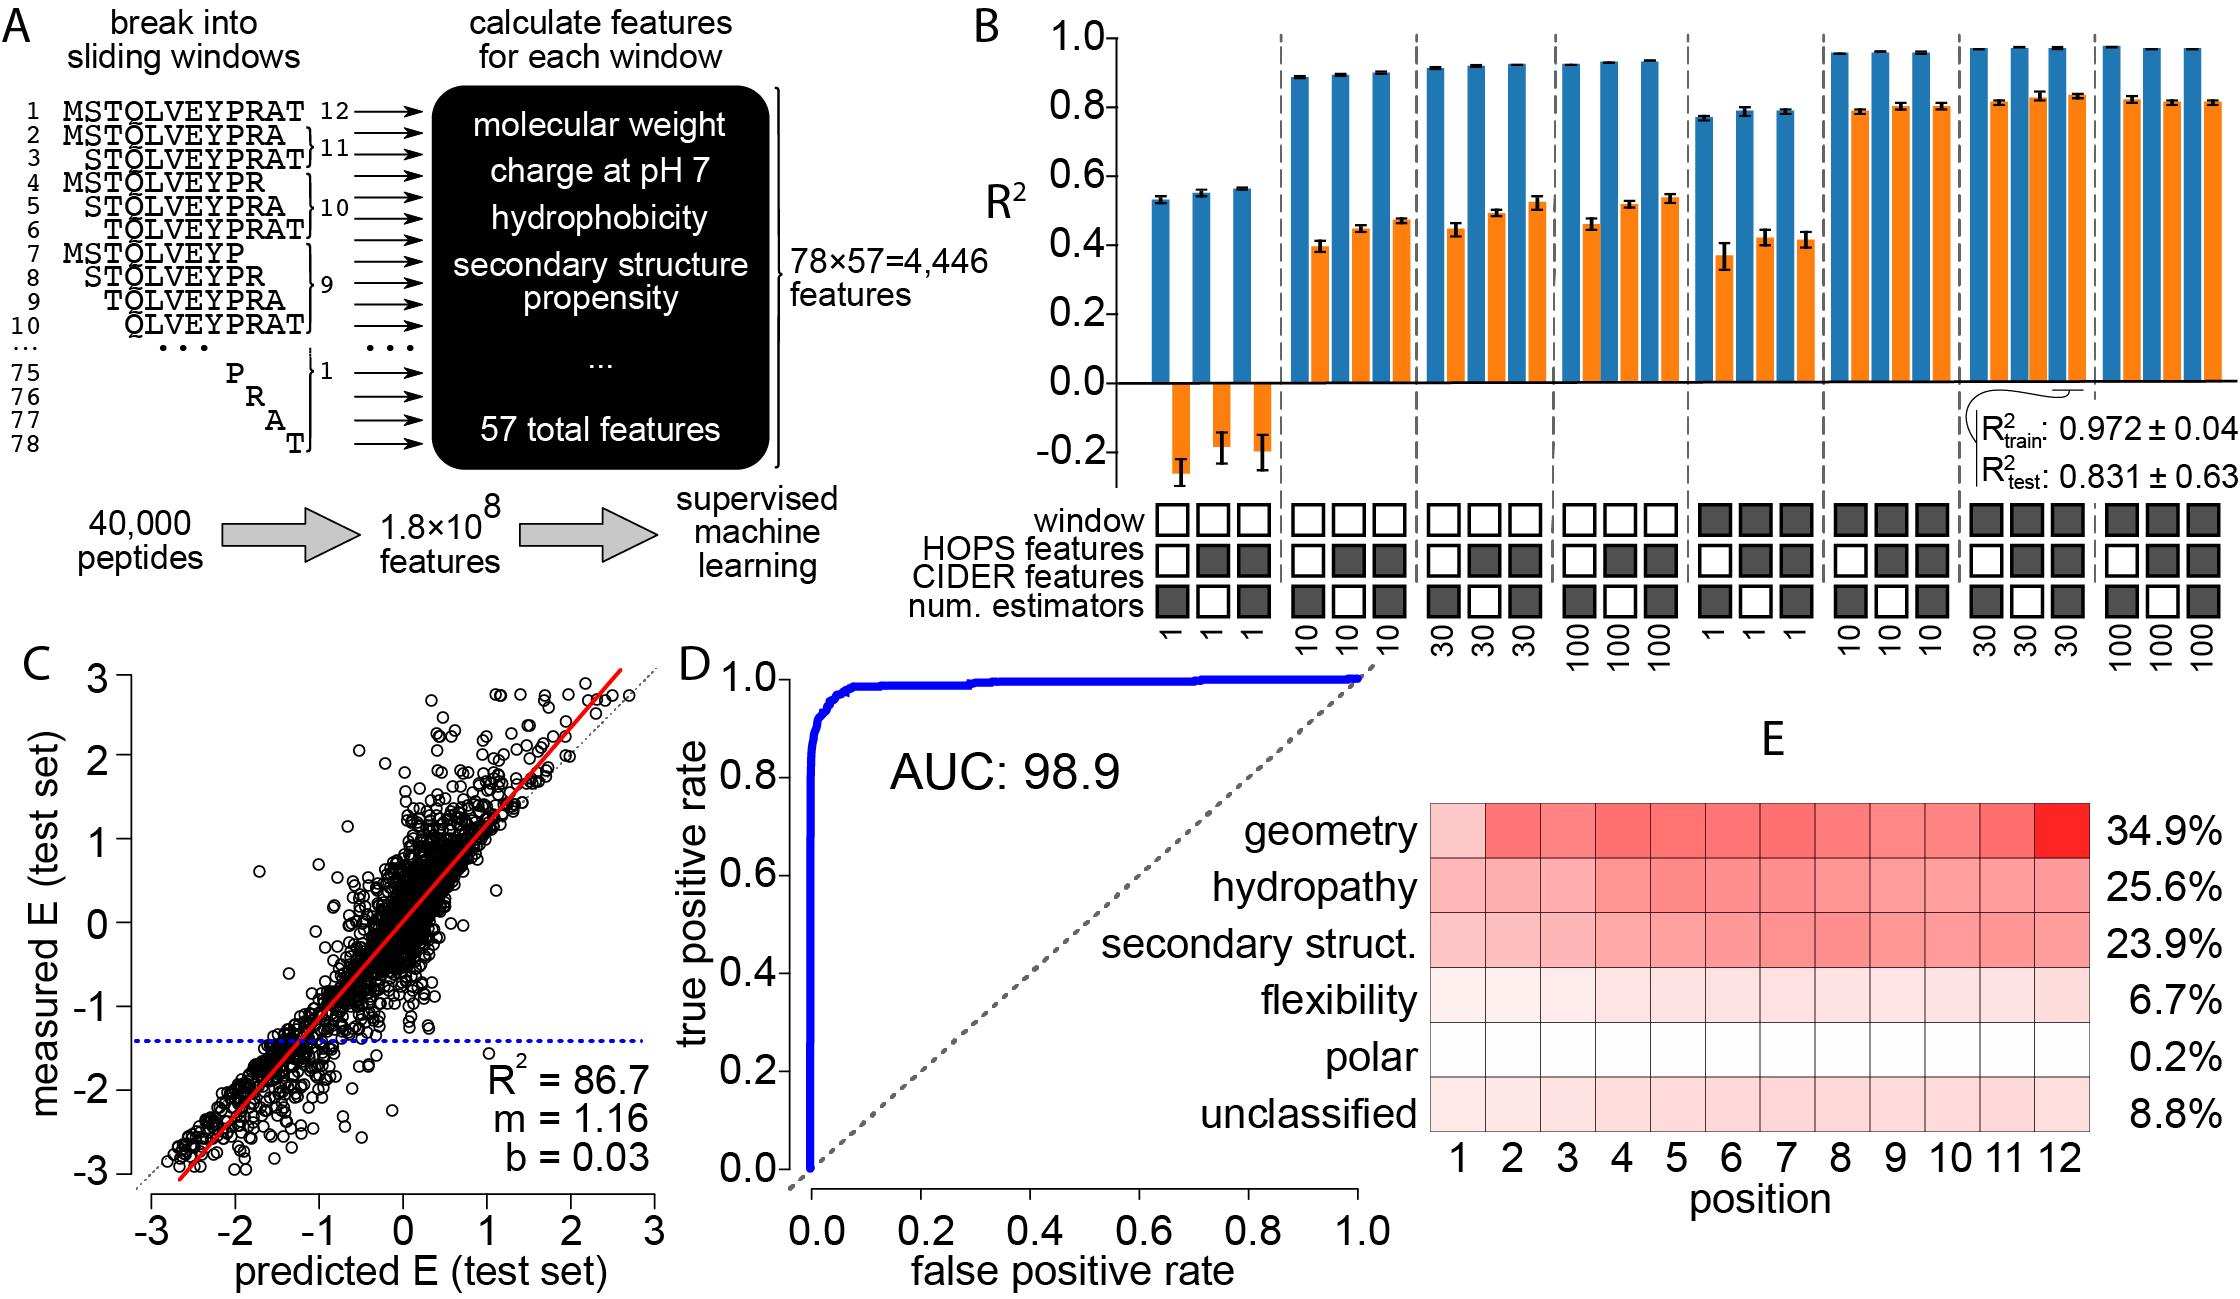 A
break into
sliding windows
calculate features
for each window
1 MSTQLVEYPRAT 12
2 MSTQLVEYPRA
3 STQLVEYPRAT
11
4 MSTQLVEYPR
5 STQLVEYPRA 10
6 TQLVEYPRAT
7 MSTQLVEYP
8 STQLVEYPR
9 TQLVEYPRA
9
10 QLVEYPRAT
... ... ...
75 P 1
76 R
77 A
78 T
molecular weight
charge at pH 7
hydrophobicity
secondary structure
propensity
...
57 total features
78×57=4,446
features
40,000
peptides
1.8×10^8
features
supervised
machine
learning
B
R²
1.0
0.8
0.6
0.4
0.2
0.0
-0.2
R²train: 0.972 ± 0.04
R²test: 0.831 ± 0.63
window
HOPS features
CIDER features
num. estimators
1 1 1 10 10 10 30 30 30 100 100 100 1 1 1 10 10 10 30 30 30 100 100 100
C
measured E (test set)
3
2
1
0
-1
-2
-3
R² = 86.7
m = 1.16
b = 0.03
-3 -2 -1 0 1 2 3
predicted E (test set)
D
true positive rate
1.0
0.8
0.6
0.4
0.2
0.0
AUC: 98.9
0.0 0.2 0.4 0.6 0.8 1.0
false positive rate
E
geometry 34.9%
hydropathy 25.6%
secondary struct. 23.9%
flexibility 6.7%
polar 0.2%
unclassified 8.8%
1 2 3 4 5 6 7 8 9 10 11 12
position